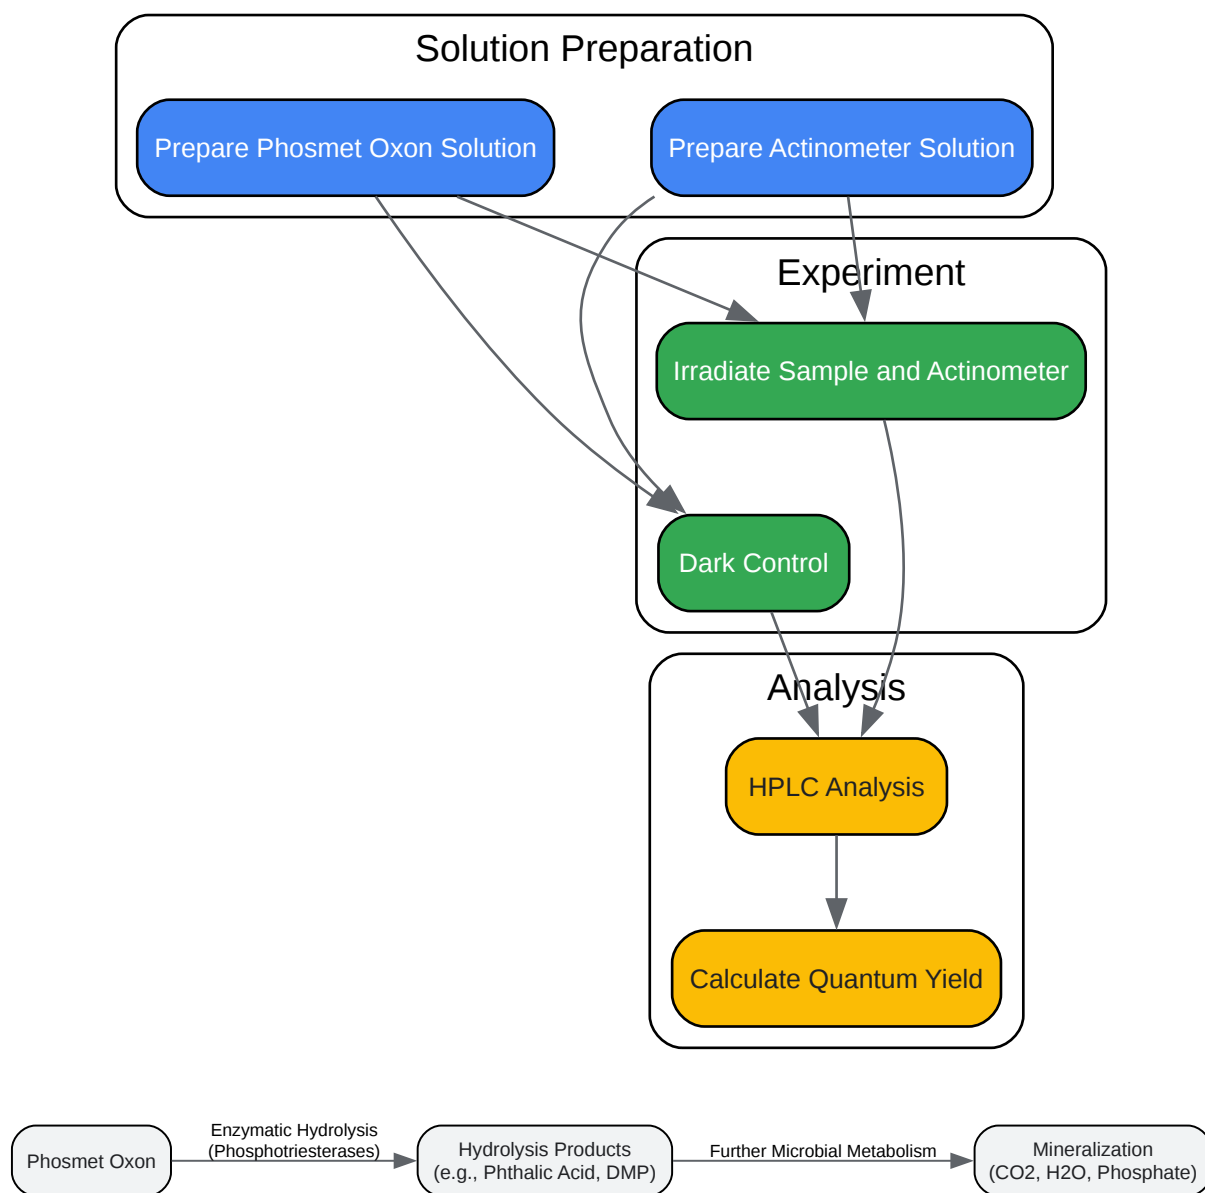 Solution Preparation
Prepare Phosmet Oxon Solution
Prepare Actinometer Solution
Experiment
Irradiate Sample and Actinometer
Dark Control
Analysis
HPLC Analysis
Calculate Quantum Yield
Phosmet Oxon
Enzymatic Hydrolysis
(Phosphotriesterases)
Hydrolysis Products
(e.g., Phthalic Acid, DMP)
Further Microbial Metabolism
Mineralization
(CO2, H2O, Phosphate)